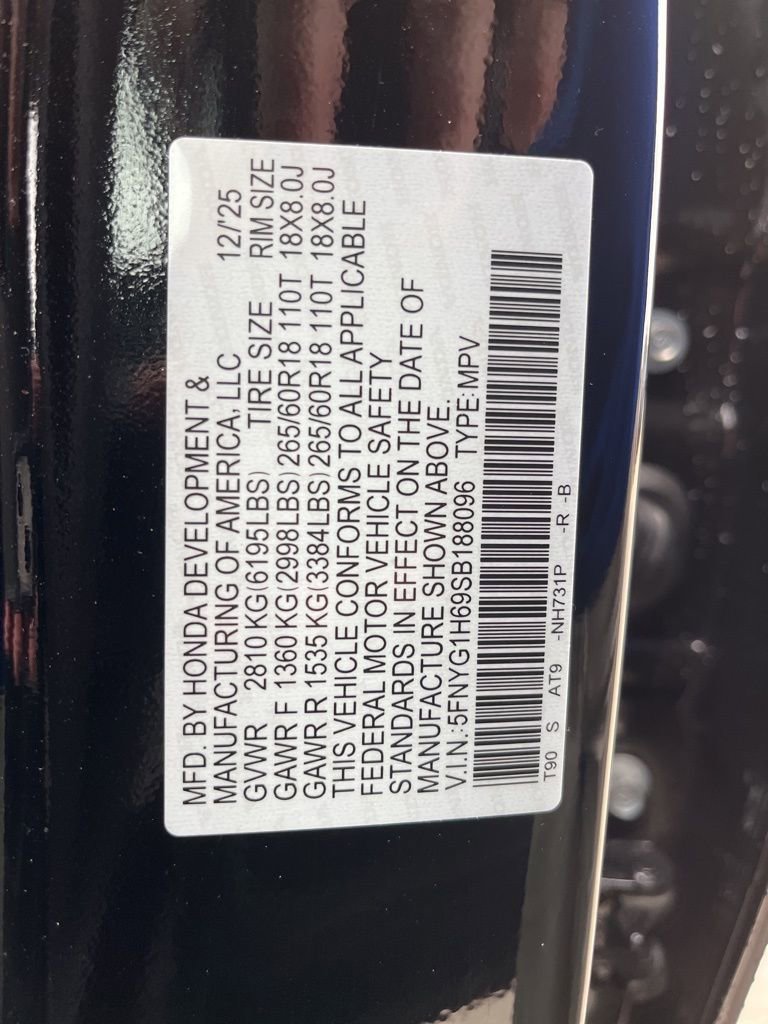 MFD. BY HONDA DEVELOPMENT &
MANUFACTURING OF AMERICA, LLC 12/'25
GVWR 2810 KG(6195LBS) TIRE SIZE RIM SIZE
GAWR F 1360 KG(2998LBS) 265/60R18 110T 18X8.0J
GAWR R 1535 KG(3384LBS) 265/60R18 110T 18X8.0J
THIS VEHICLE CONFORMS TO ALL APPLICABLE
FEDERAL MOTOR VEHICLE SAFETY
STANDARDS IN EFFECT ON THE DATE OF
MANUFACTURE SHOWN ABOVE.
V.I.N.:5FNYG1H69SB188096 TYPE:MPV
T90 S AT9 -NH731P -R -B